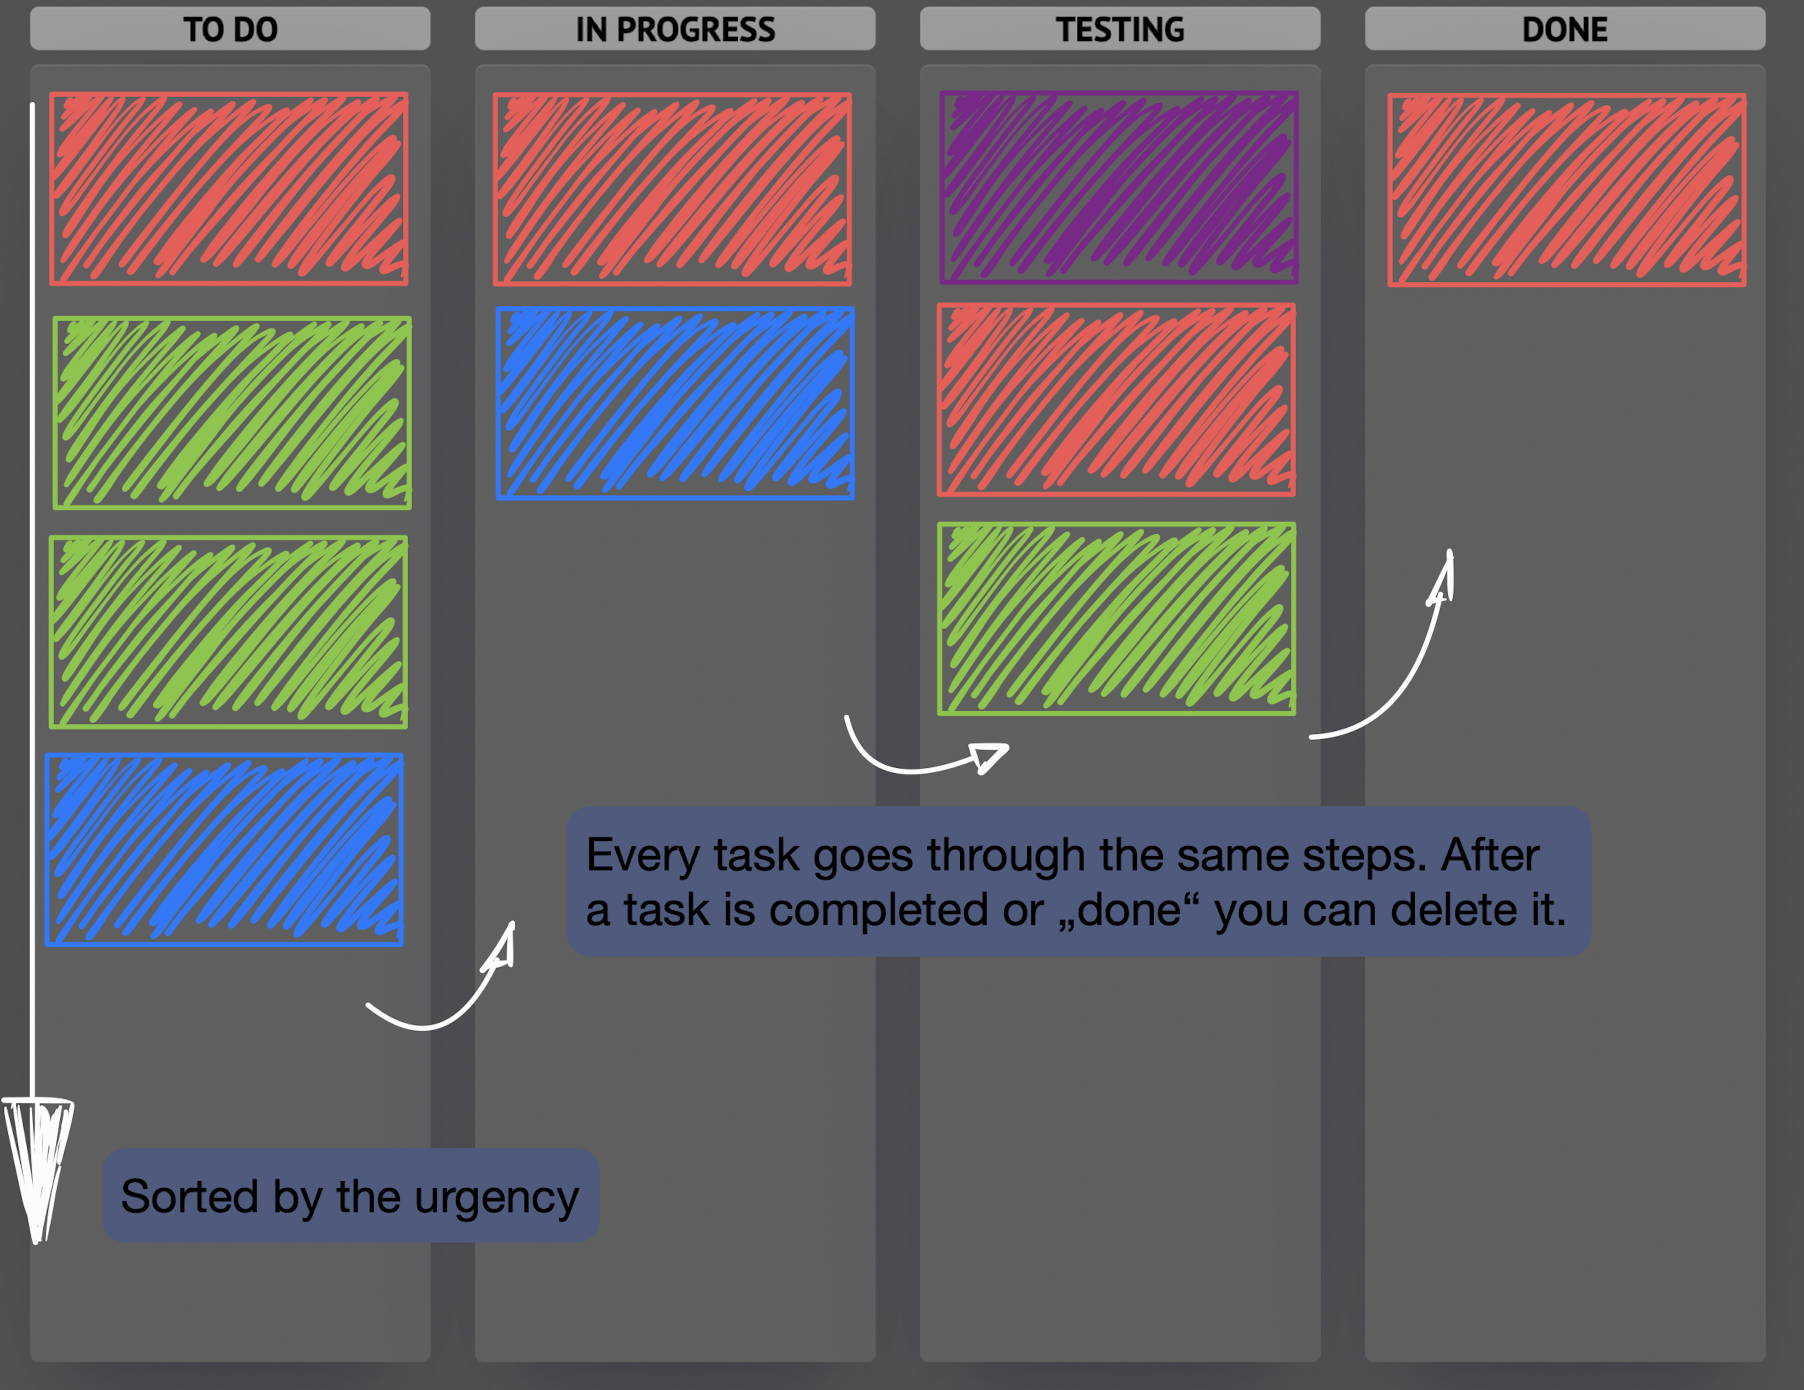 TO DO
IN PROGRESS
TESTING
DONE
Every task goes through the same steps. After
a task is completed or „done“ you can delete it.
Sorted by the urgency